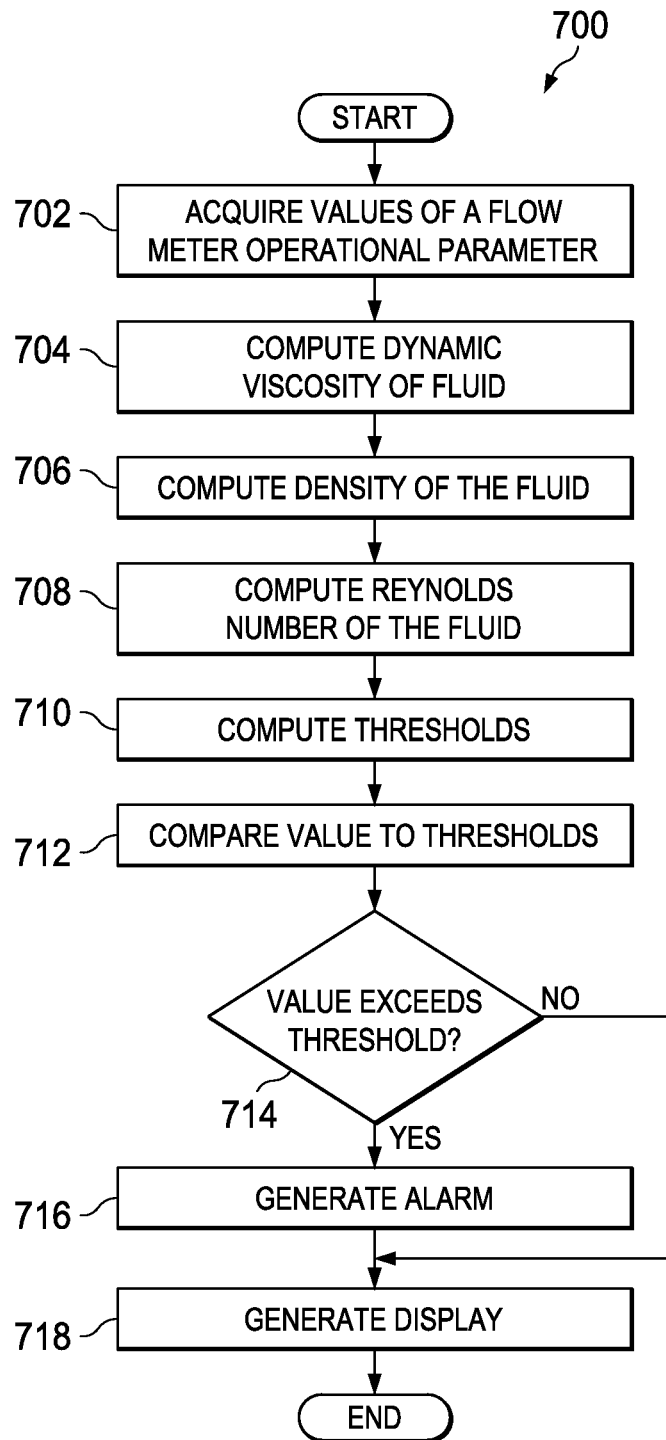 700
START
702
ACQUIRE VALUES OF A FLOW
METER OPERATIONAL PARAMETER
704
COMPUTE DYNAMIC
VISCOSITY OF FLUID
706
COMPUTE DENSITY OF THE FLUID
708
COMPUTE REYNOLDS
NUMBER OF THE FLUID
710
COMPUTE THRESHOLDS
712
COMPARE VALUE TO THRESHOLDS
VALUE EXCEEDS
THRESHOLD?
NO
714
YES
716
GENERATE ALARM
718
GENERATE DISPLAY
END